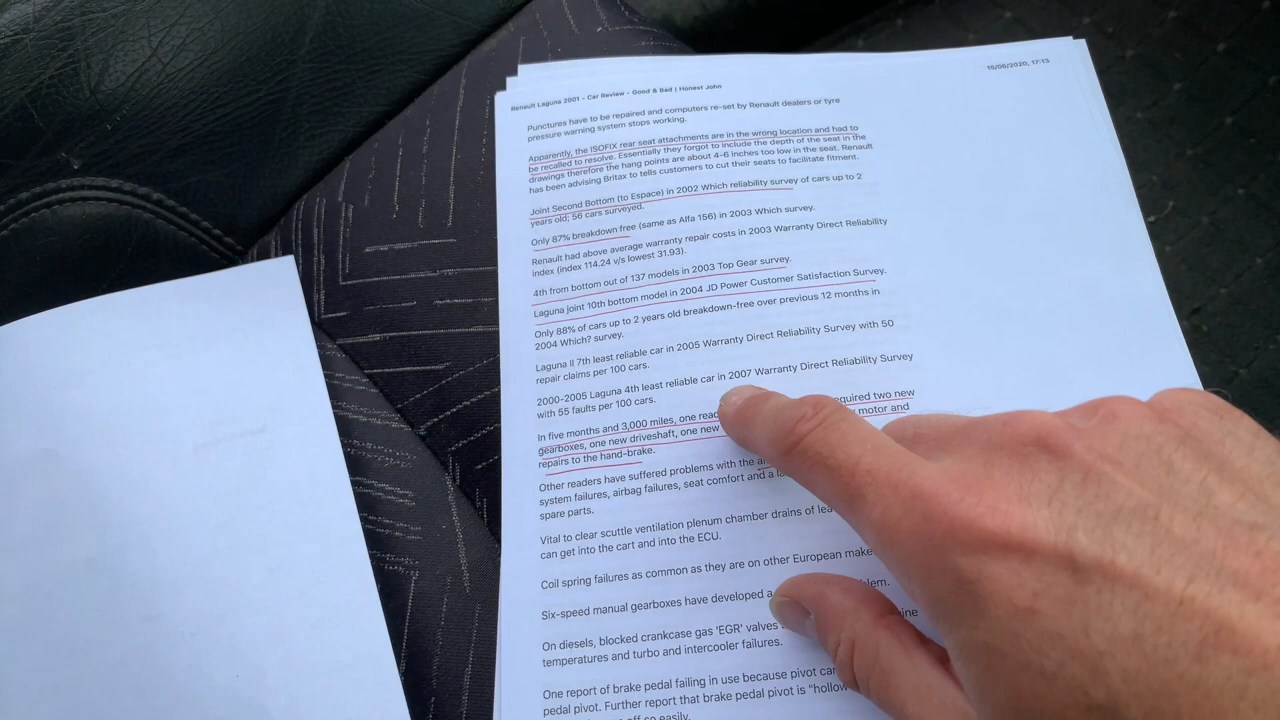 15/06/2020, 17:13
Renault Laguna 2001 - Car Review - Good & Bad | Honest John
Punctures have to be repaired and computers re-set by Renault dealers or tyre
pressure warning system stops working.
Apparently, the ISOFIX rear seat attachments are in the wrong location and had to
be recalled to resolve. Essentially they forgot to include the depth of the seat in the
drawings therefore the hang points are about 4-6 inches too low in the seat. Renault
has been advising Britax to tells customers to cut their seats to facilitate fitment.
Joint Second Bottom (to Espace) in 2002 Which reliability survey of cars up to 2
years old; 56 cars surveyed.
Only 87% breakdown free (same as Alfa 156) in 2003 Which survey.
Renault had above average warranty repair costs in 2003 Warranty Direct Reliability
index (index 114.24 v/s lowest 31.93).
4th from bottom out of 137 models in 2003 Top Gear survey.
Laguna joint 10th bottom model in 2004 JD Power Customer Satisfaction Survey.
Only 88% of cars up to 2 years old breakdown-free over previous 12 months in
2004 Which? survey.
Laguna II 7th least reliable car in 2005 Warranty Direct Reliability Survey with 50
repair claims per 100 cars.
2000-2005 Laguna 4th least reliable car in 2007 Warranty Direct Reliability Survey
with 55 faults per 100 cars.
In five months and 3,000 miles, one two new
gearboxes, one new driveshaft, one new motor and
repairs to the hand-brake.
Other readers have suffered problems with the
system failures, airbag failures, seat comfort and a
spare parts.
Vital to clear scuttle ventilation plenum chamber drains of
can get into the cart and into the ECU.
Coil spring failures as common as they are on other European
Six-speed manual gearboxes have developed a
On diesels, blocked crankcase gas 'EGR' valves
temperatures and turbo and intercooler failures.
One report of brake pedal failing in use because pivot
pedal pivot. Further report that brake pedal pivot is "hollow
off so easily.